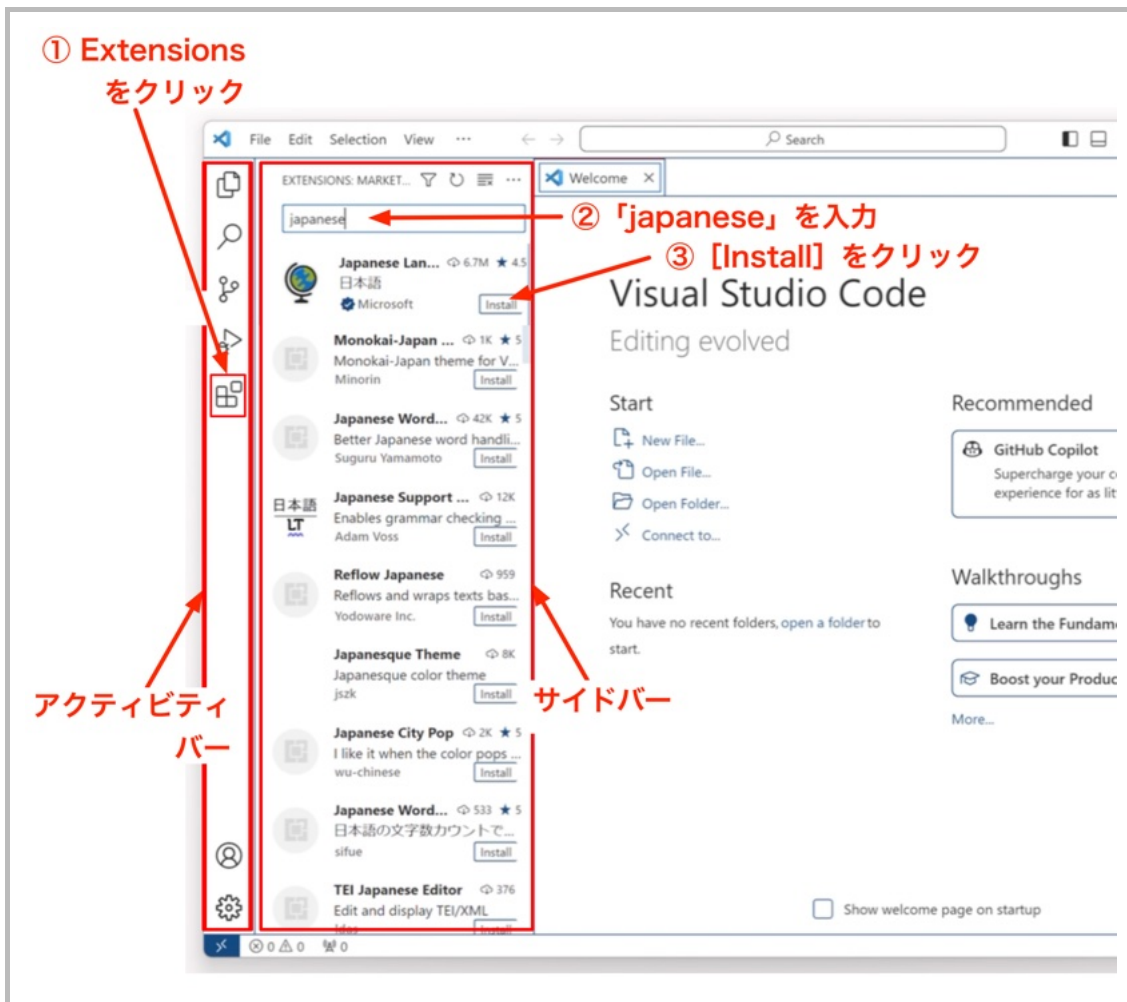 ① Extensions
をクリック
File Edit Selection View ... Search
EXTENSIONS: MARKET... ...
Welcome
japanese
②「japanese」を入力
③［Install］をクリック
Japanese Lan... 6.7M ★ 4.5
日本語
Microsoft Install
Monokai-Japan ... 1K ★ 5
Monokai-Japan theme for V...
Minorin Install
Japanese Word... 42K ★ 5
Better Japanese word handli...
Suguru Yamamoto Install
日本語
LT
Japanese Support ... 12K
Enables grammar checking ...
Adam Voss Install
Reflow Japanese 959
Reflows and wraps texts bas...
Yodoware Inc. Install
Japanesque Theme 8K
Japanesque color theme
jszk Install
Japanese City Pop 2K ★ 5
I like it when the color pops ...
wu-chinese Install
Japanese Word... 533 ★ 5
日本語の文字数カウントで...
sifue Install
TEI Japanese Editor 376
Edit and display TEI/XML
Install
アクティビティ
バー
サイドバー
Visual Studio Code
Editing evolved
Start
New File...
Open File...
Open Folder...
Connect to...
Recent
You have no recent folders, open a folder to
start.
Recommended
GitHub Copilot
Supercharge your
experience for as
Walkthroughs
Learn the
Boost your
More...
Show welcome page on startup
0 0 0